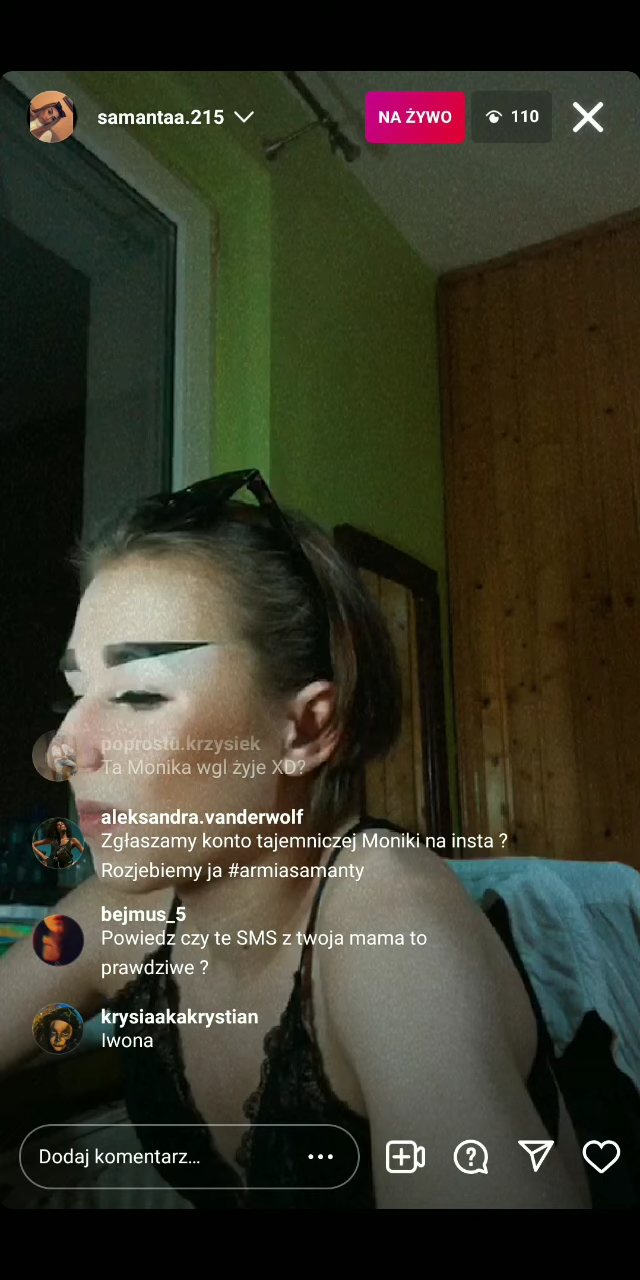 samantaa.215
NA ŻYWO
110
poprostu.krzysiek
Ta Monika wgl żyje XD?
aleksandra.vanderwolf
Zgłaszamy konto tajemniczej Moniki na insta ?
Rozjebiemy ja #armiasamanty
bejmus_5
Powiedz czy te SMS z twoja mama to
prawdziwe ?
krysiaakakrystian
Iwona
Dodaj komentarz...